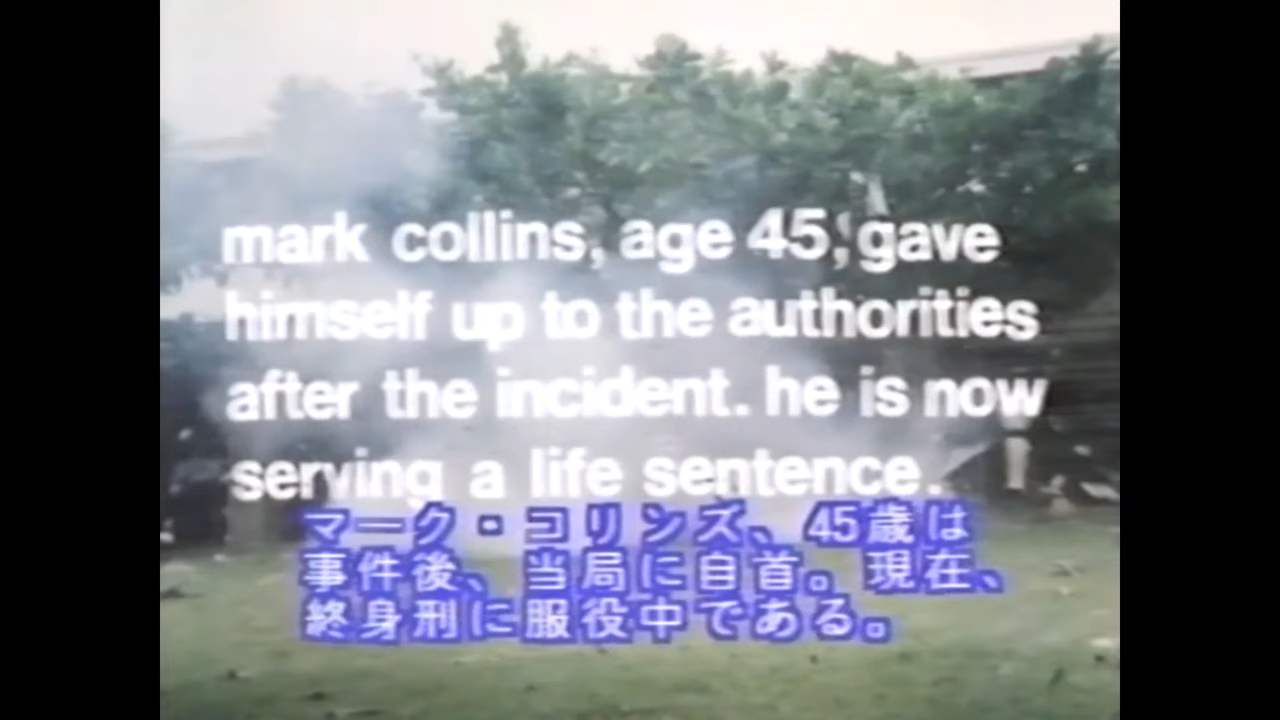 mark collins, age 45, gave
himself up to the authorities
after the incident. he is now
serving a life sentence.
マーク・コリンズ、45歳は
事件後、当局に自首。現在、
終身刑に服役中である。